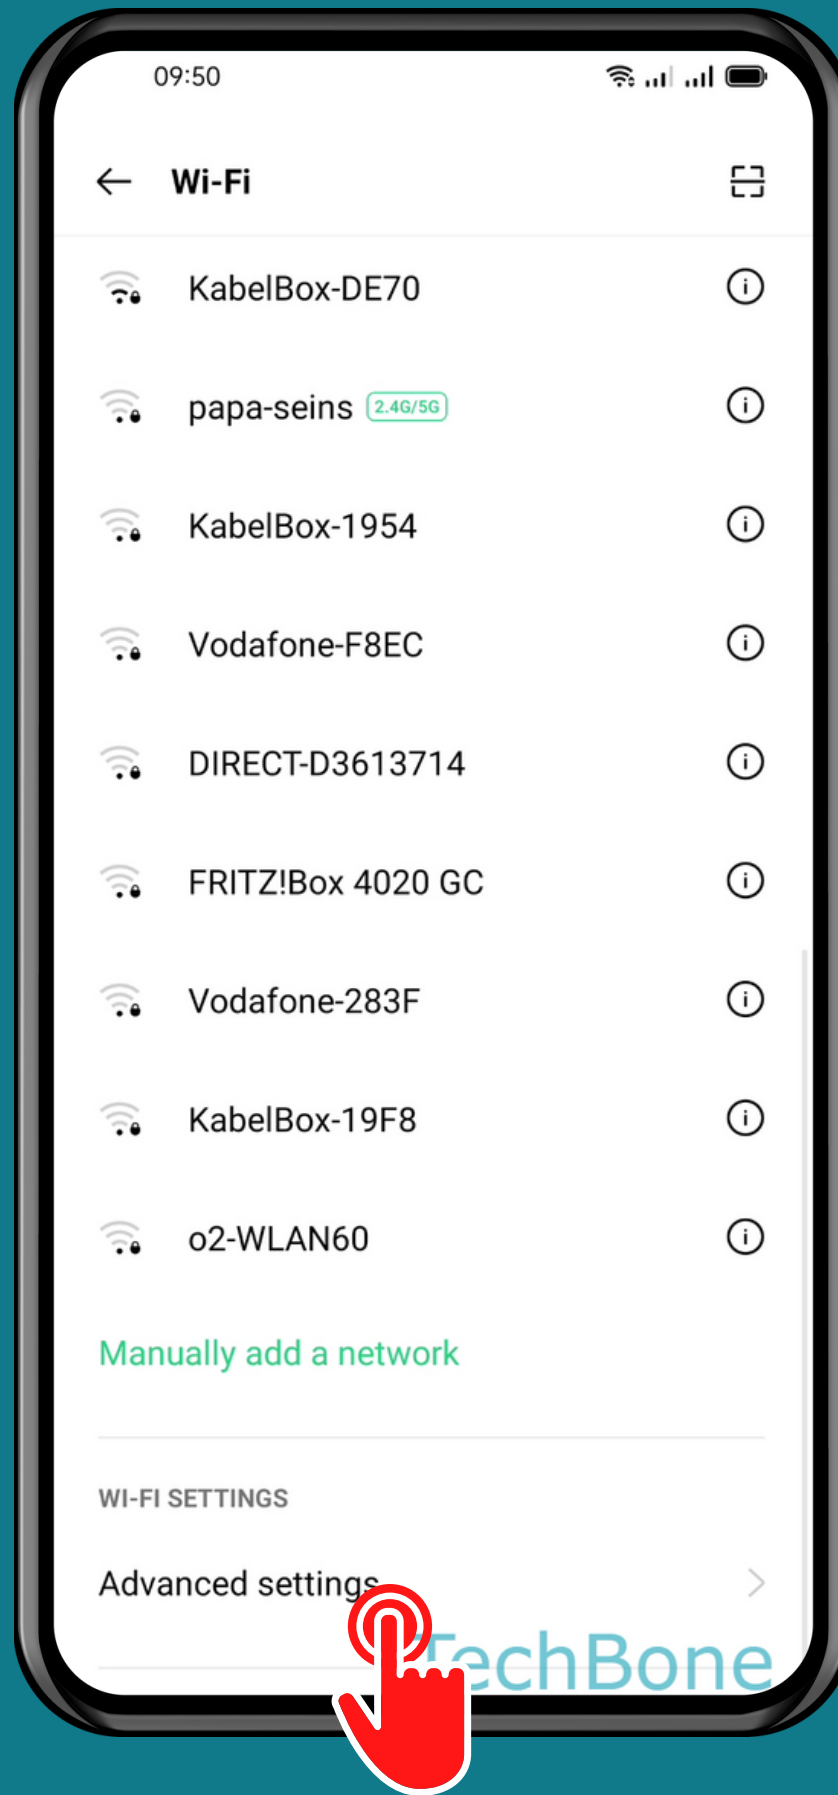 09:50
Wi-Fi
KabelBox-DE70
papa-seins 2.4G/5G
KabelBox-1954
Vodafone-F8EC
DIRECT-D3613714
FRITZ!Box 4020 GC
Vodafone-283F
KabelBox-19F8
o2-WLAN60
Manually add a network
WI-FI SETTINGS
Advanced settings
TechBone